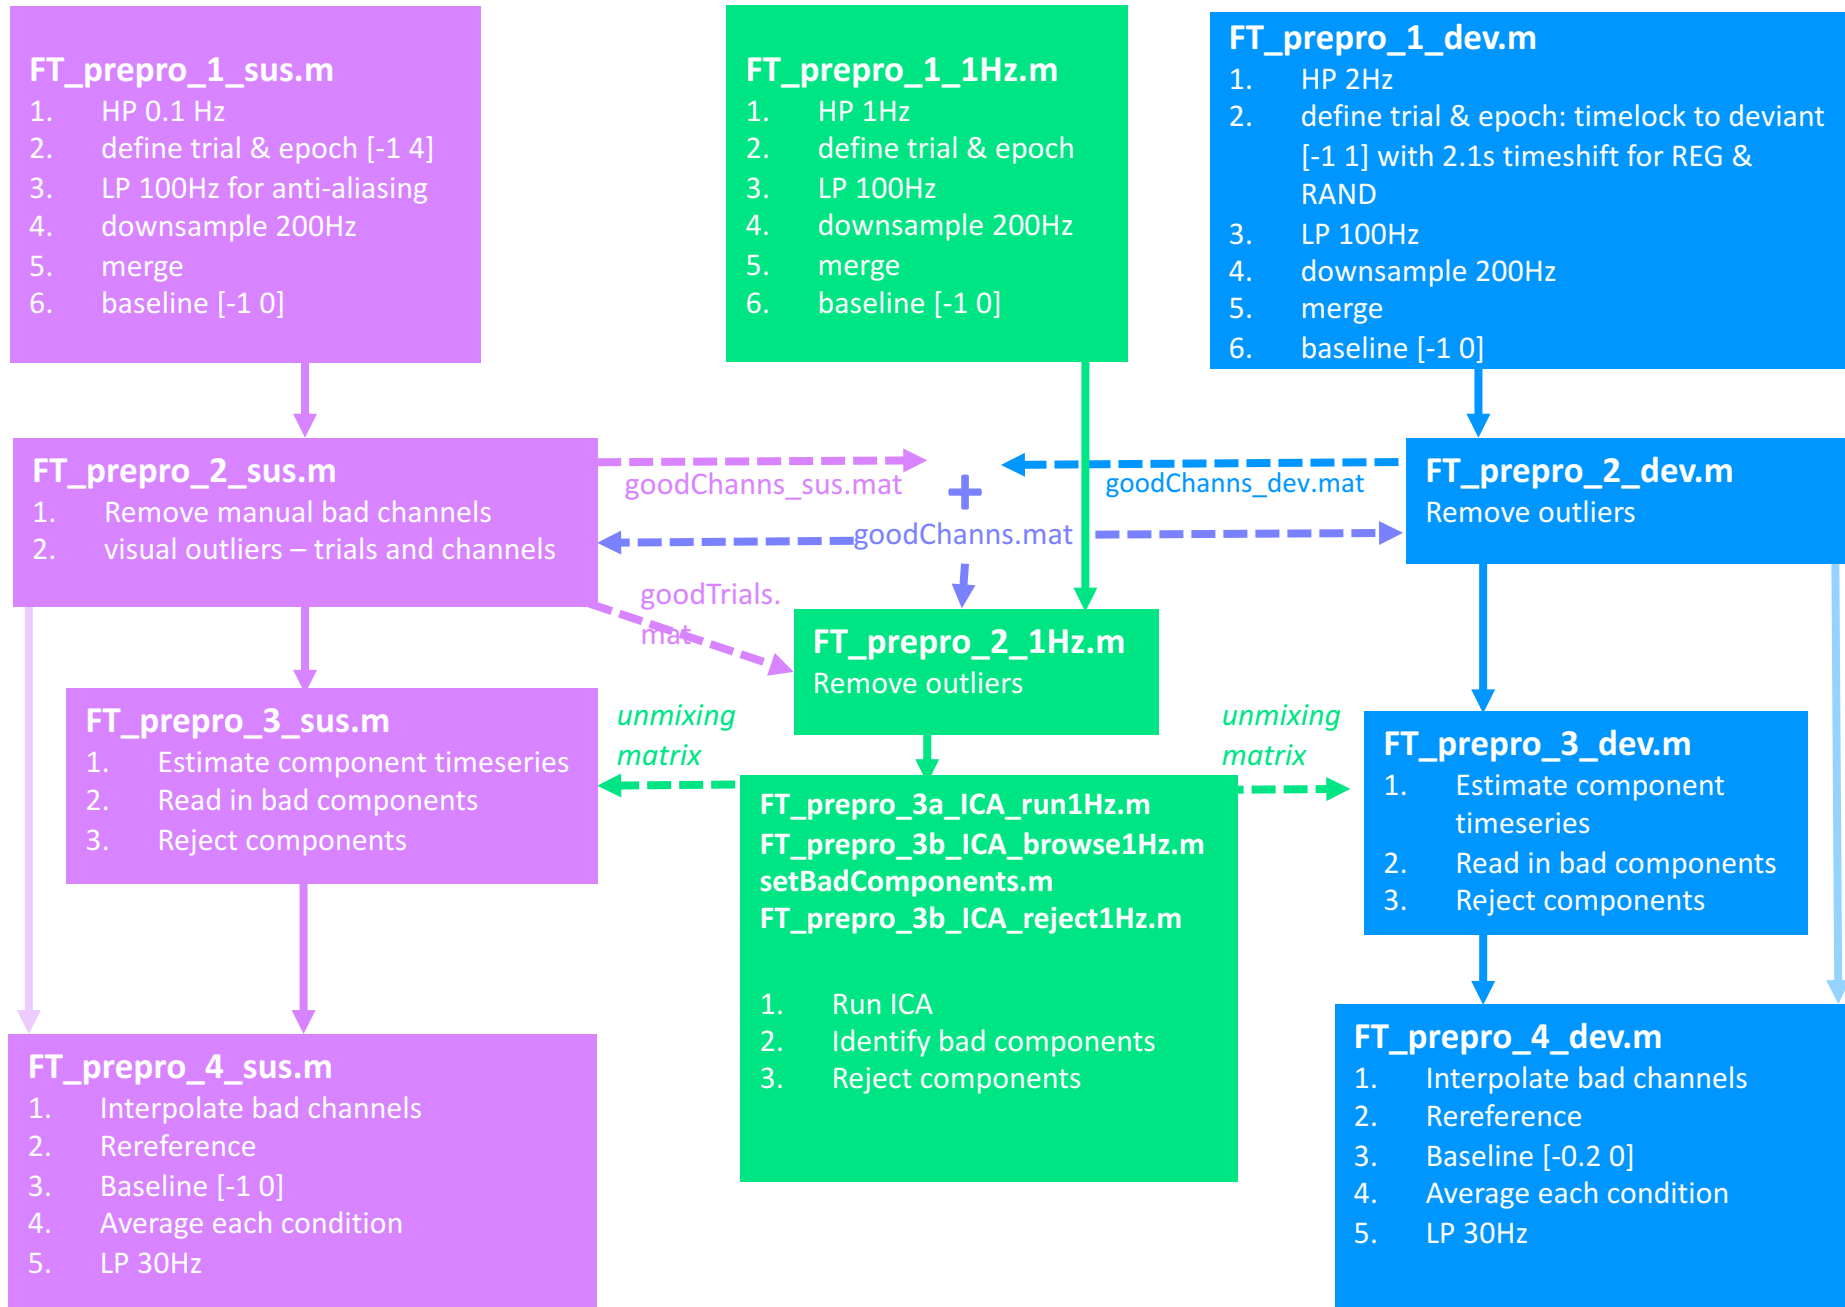 FT_prepro_1_sus.m
1. HP 0.1 Hz
2. define trial & epoch [-1 4]
3. LP 100Hz for anti-aliasing
4. downsample 200Hz
5. merge
6. baseline [-1 0]
FT_prepro_1_1Hz.m
1. HP 1Hz
2. define trial & epoch
3. LP 100Hz
4. downsample 200Hz
5. merge
6. baseline [-1 0]
FT_prepro_1_dev.m
1. HP 2Hz
2. define trial & epoch: timelock to deviant
[-1 1] with 2.1s timeshift for REG &
RAND
3. LP 100Hz
4. downsample 200Hz
5. merge
6. baseline [-1 0]
FT_prepro_2_sus.m
1. Remove manual bad channels
2. visual outliers – trials and channels
goodChanns_sus.mat
+
goodChanns_dev.mat
goodChanns.mat
FT_prepro_2_dev.m
Remove outliers
goodTrials.
mat
FT_prepro_2_1Hz.m
Remove outliers
FT_prepro_3_sus.m
1. Estimate component timeseries
2. Read in bad components
3. Reject components
unmixing
matrix
FT_prepro_3a_ICA_run1Hz.m
FT_prepro_3b_ICA_browse1Hz.m
setBadComponents.m
FT_prepro_3b_ICA_reject1Hz.m
1. Run ICA
2. Identify bad components
3. Reject components
unmixing
matrix
FT_prepro_3_dev.m
1. Estimate component
timeseries
2. Read in bad components
3. Reject components
FT_prepro_4_sus.m
1. Interpolate bad channels
2. Rereference
3. Baseline [-1 0]
4. Average each condition
5. LP 30Hz
FT_prepro_4_dev.m
1. Interpolate bad channels
2. Rereference
3. Baseline [-0.2 0]
4. Average each condition
5. LP 30Hz